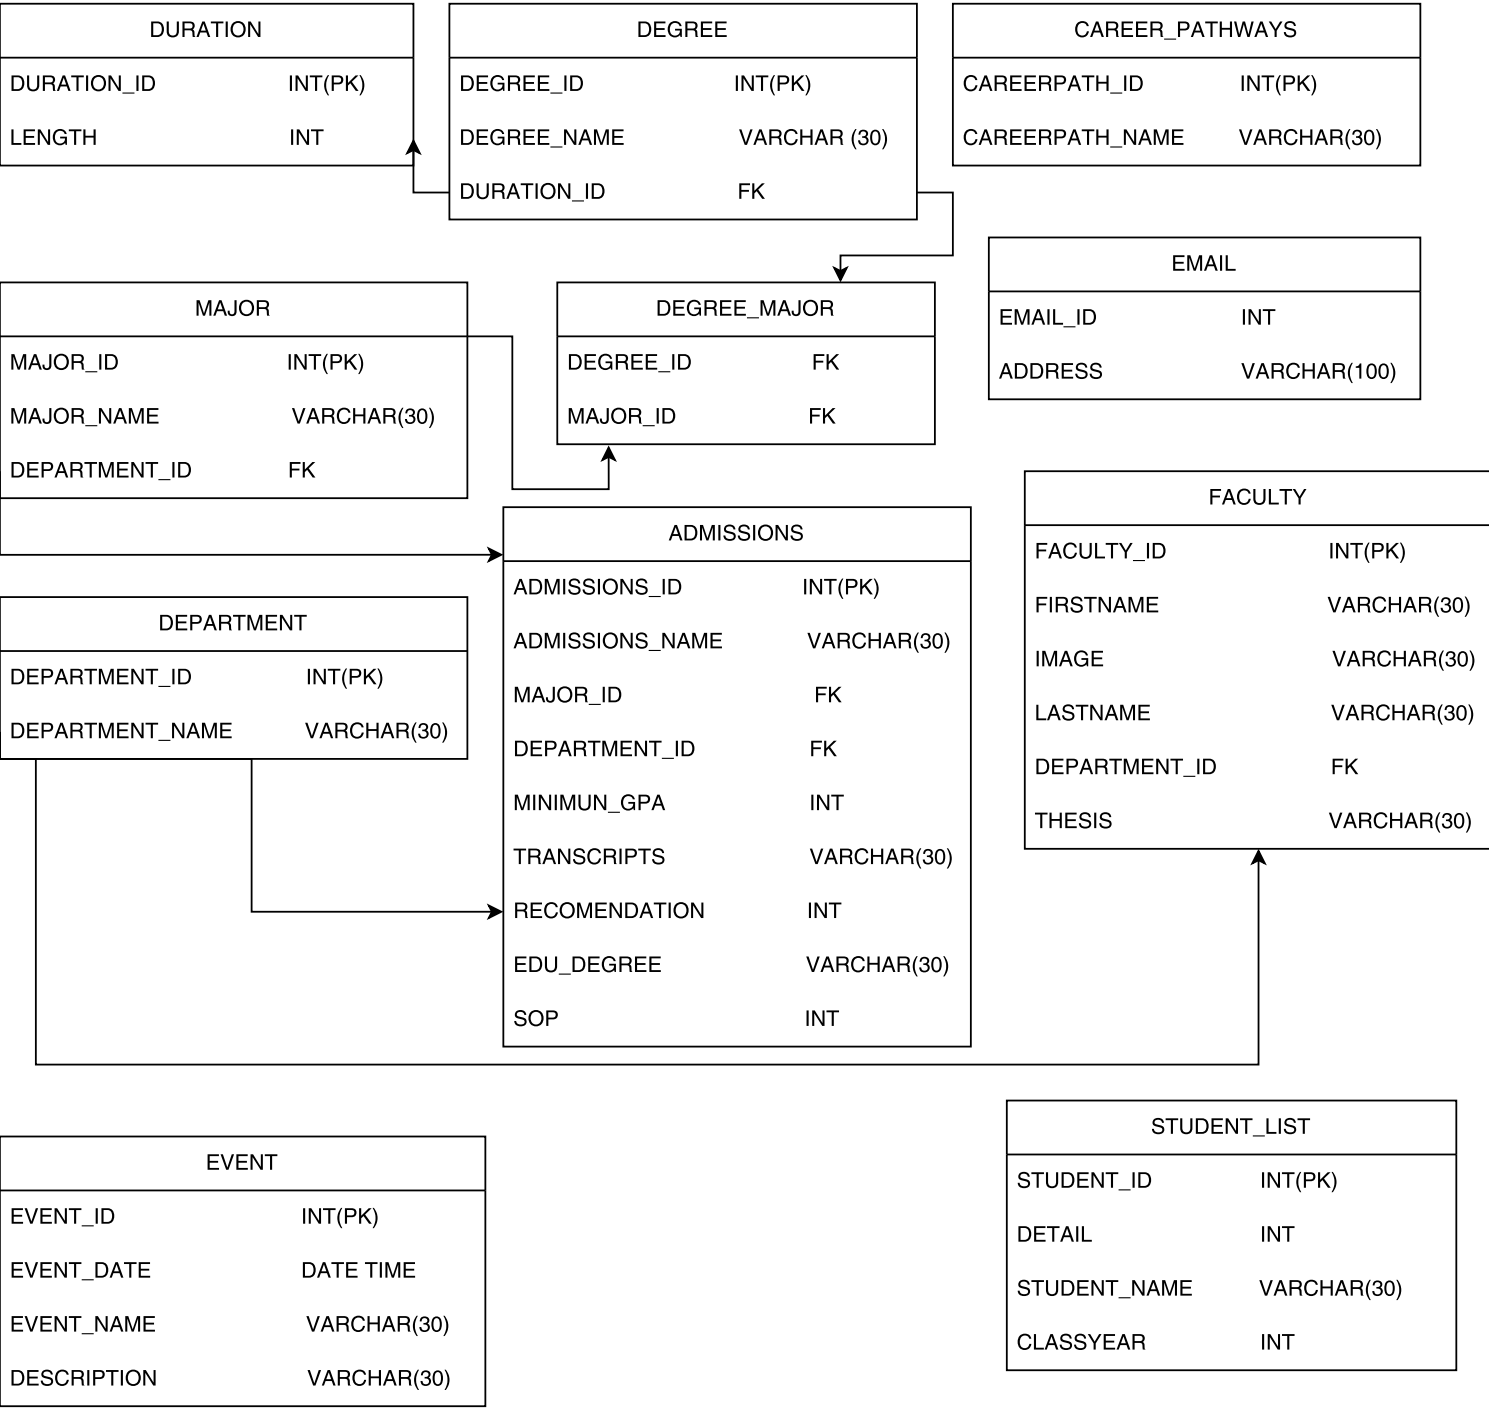 DURATION
DURATION_ID INT(PK)
LENGTH INT
DEGREE
DEGREE_ID INT(PK)
DEGREE_NAME VARCHAR (30)
DURATION_ID FK
CAREER_PATHWAYS
CAREERPATH_ID INT(PK)
CAREERPATH_NAME VARCHAR(30)
MAJOR
MAJOR_ID INT(PK)
MAJOR_NAME VARCHAR(30)
DEPARTMENT_ID FK
DEGREE_MAJOR
DEGREE_ID FK
MAJOR_ID FK
EMAIL
EMAIL_ID INT
ADDRESS VARCHAR(100)
DEPARTMENT
DEPARTMENT_ID INT(PK)
DEPARTMENT_NAME VARCHAR(30)
ADMISSIONS
ADMISSIONS_ID INT(PK)
ADMISSIONS_NAME VARCHAR(30)
MAJOR_ID FK
DEPARTMENT_ID FK
MINIMUN_GPA INT
TRANSCRIPTS VARCHAR(30)
RECOMENDATION INT
EDU_DEGREE VARCHAR(30)
SOP INT
FACULTY
FACULTY_ID INT(PK)
FIRSTNAME VARCHAR(30)
IMAGE VARCHAR(30)
LASTNAME VARCHAR(30)
DEPARTMENT_ID FK
THESIS VARCHAR(30)
EVENT
EVENT_ID INT(PK)
EVENT_DATE DATE TIME
EVENT_NAME VARCHAR(30)
DESCRIPTION VARCHAR(30)
STUDENT_LIST
STUDENT_ID INT(PK)
DETAIL INT
STUDENT_NAME VARCHAR(30)
CLASSYEAR INT